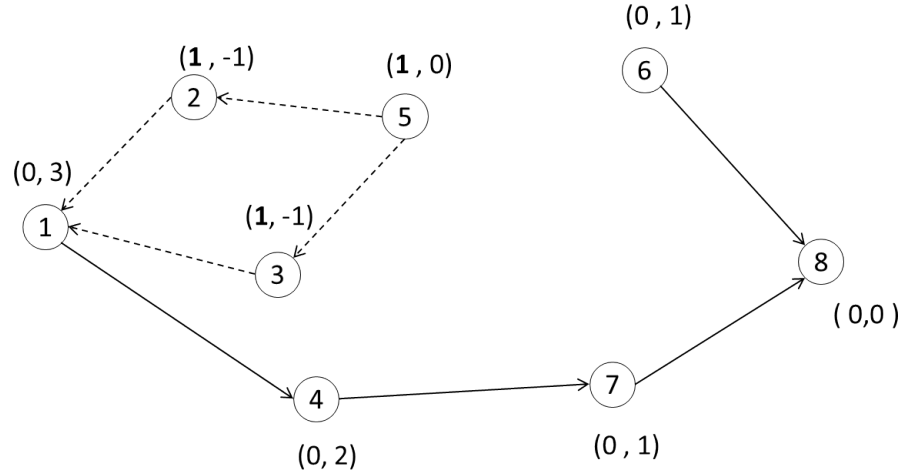 (0 , 1)
(1 , -1)
(1 , 0)
6
2
5
(0, 3)
(1, -1)
1
3
8
( 0,0 )
4
7
(0, 2)
(0 , 1)